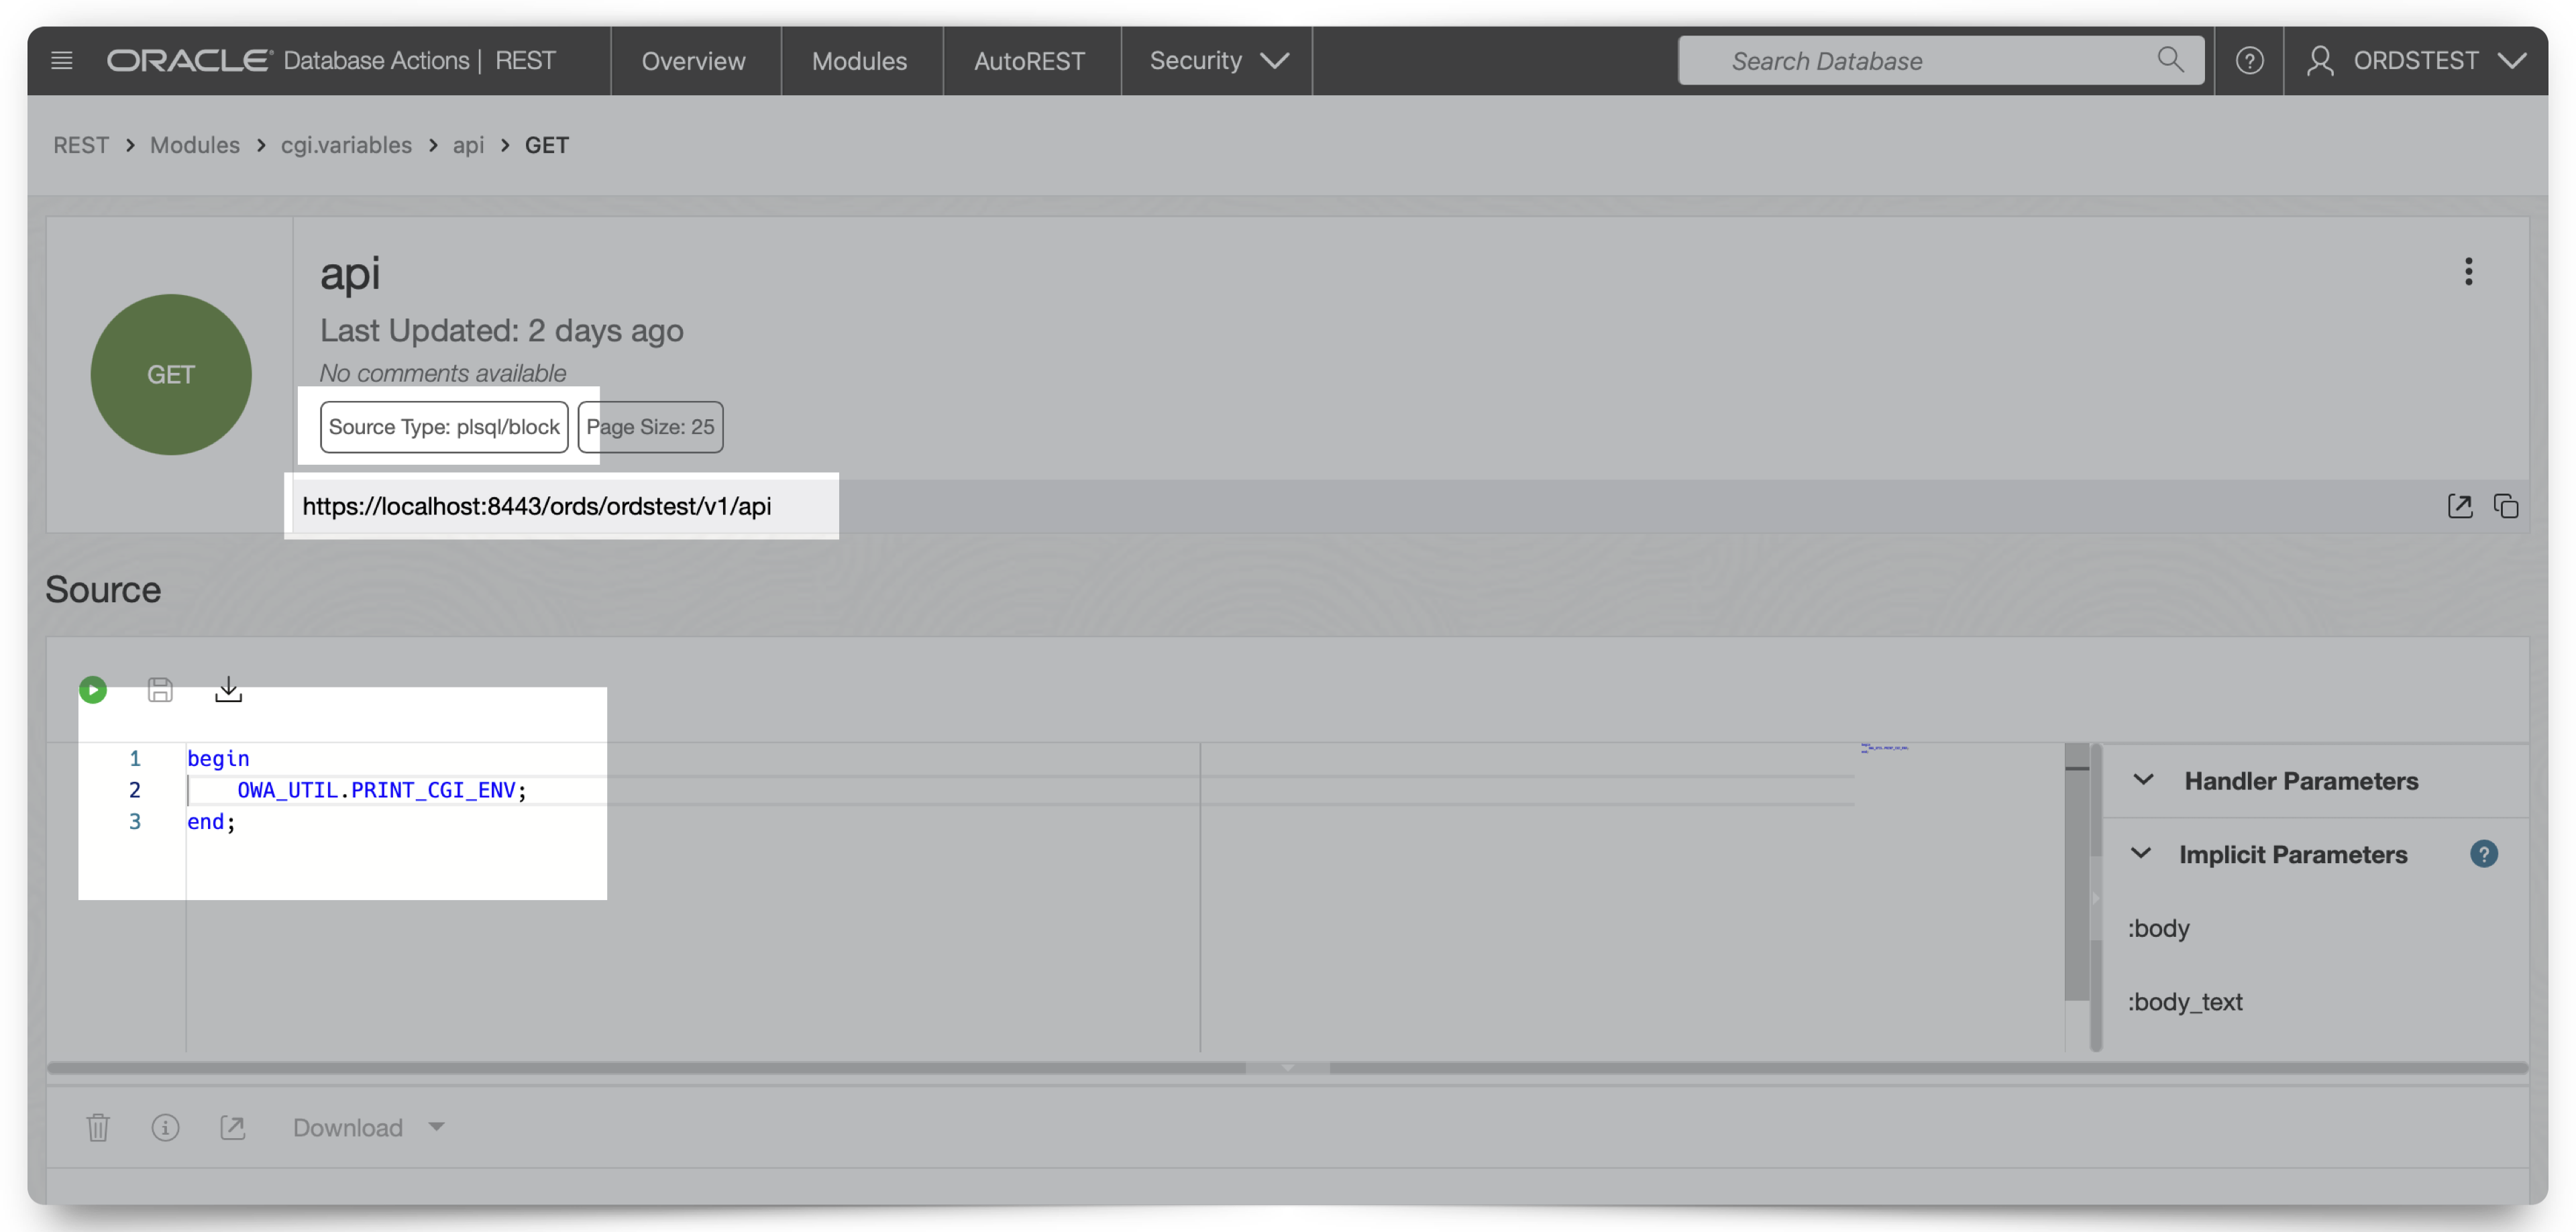 ORACLE Database Actions | REST Overview Modules AutoREST Security Search Database ORDSTEST
REST > Modules > cgi.variables > api > GET
GET
api
Last Updated: 2 days ago
No comments available
Source Type: plsql/block Page Size: 25
https://localhost:8443/ords/ordstest/v1/api
Source
1 begin
2 OWA_UTIL.PRINT_CGI_ENV;
3 end;
Handler Parameters
Implicit Parameters
:body
:body_text
Download